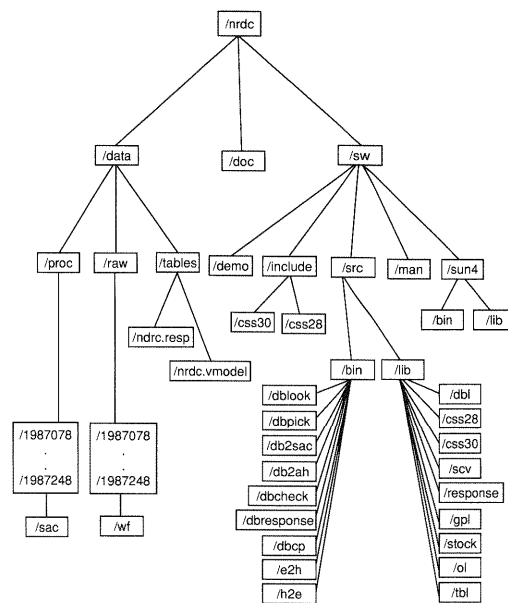 /nrdc
/data
/doc
/sw
/proc
/raw
/tables
/demo
/include
/src
/man
/sun4
/css30
/css28
/bin
/lib
/ndrc.resp
/nrdc.vmodel
/bin
/lib
/dblook
/dbpick
/db2sac
/db2ah
/dbcheck
/dbresponse
/dbcp
/e2h
/h2e
/dbl
/css28
/css30
/scv
/response
/gpl
/stock
/ol
/tbl
/1987078
.
.
/1987248
/1987078
.
.
/1987248
/sac
/wf